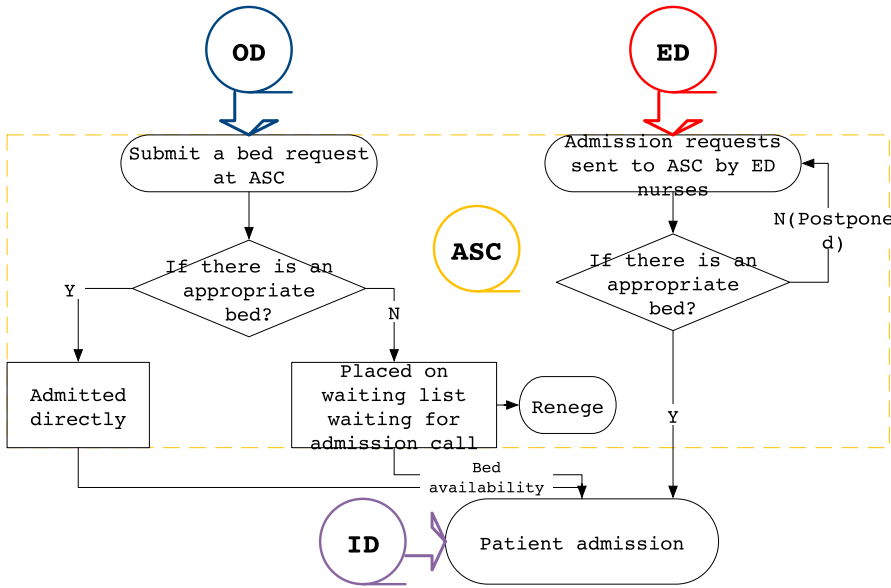 OD
ED
Submit a bed request
at ASC
Admission requests
sent to ASC by ED
nurses
N(Postpone
d)
ASC
If there is an
appropriate
bed?
If there is an
appropriate
bed?
Y
N
Admitted
directly
Placed on
waiting list
waiting for
admission call
Renege
Y
Bed
availability
ID
Patient admission